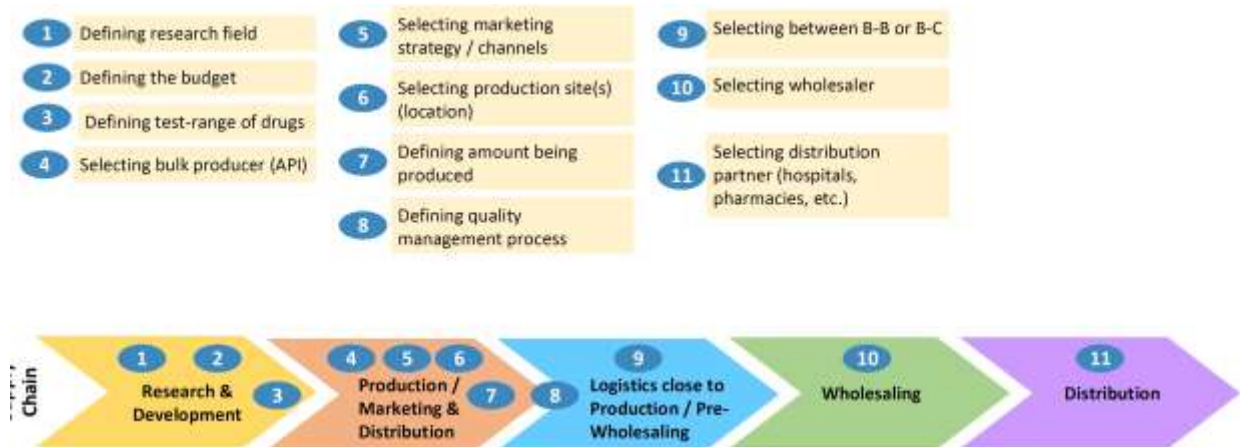 1 Defining research field
2 Defining the budget
3 Defining test-range of drugs
4 Selecting bulk producer (API)
5 Selecting marketing
strategy / channels
6 Selecting production site(s)
(location)
7 Defining amount being
produced
8 Defining quality
management process
9 Selecting between B-B or B-C
10 Selecting wholesaler
11 Selecting distribution
partner (hospitals,
pharmacies, etc.)
Chain
1 2
Research &
Development
3
4 5 6
Production /
Marketing &
Distribution
7
8
9
Logistics close to
Production / Pre-
Wholesaling
10
Wholesaling
11
Distribution